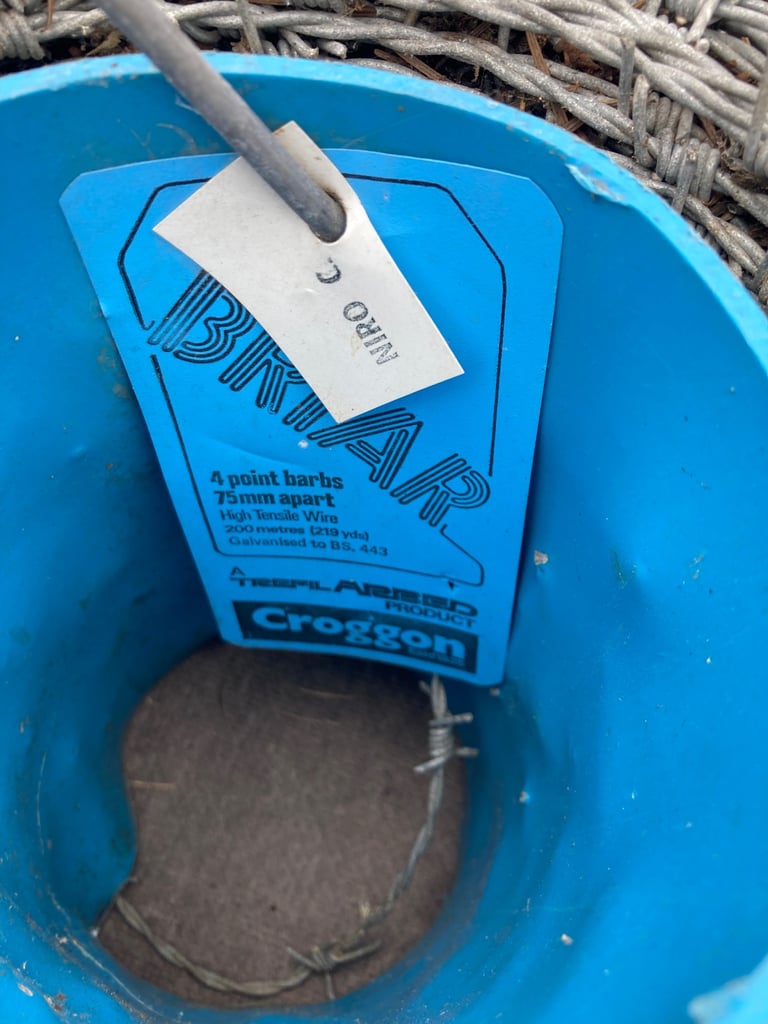 NIRO C.
BRIAR
4 point barbs
75mm apart
High Tensile Wire
200 metres (219 yds)
Galvanised to BS. 443
A
TREFILARBED
PRODUCT
Croggon